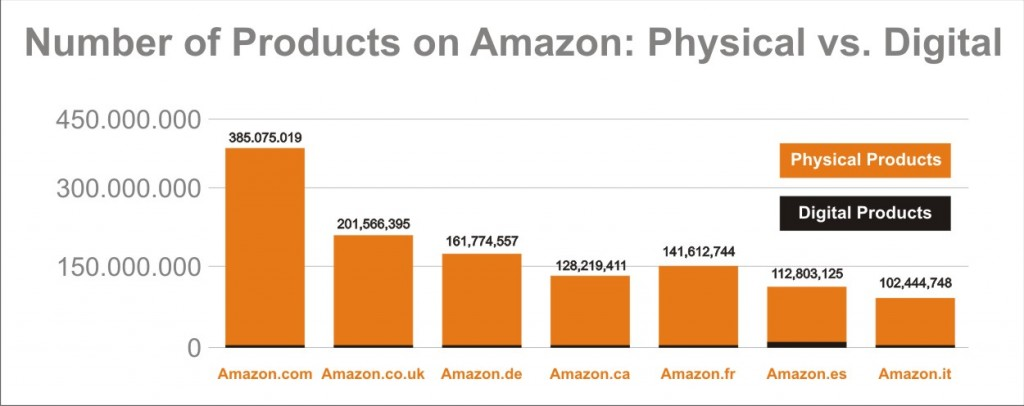 Number of Products on Amazon: Physical vs. Digital
450.000.000
300.000.000
150.000.000
0
385.075.019
201,566,395
161,774,557
128,219,411
141,612,744
112,803,125
102,444,748
Physical Products
Digital Products
Amazon.com
Amazon.co.uk
Amazon.de
Amazon.ca
Amazon.fr
Amazon.es
Amazon.it